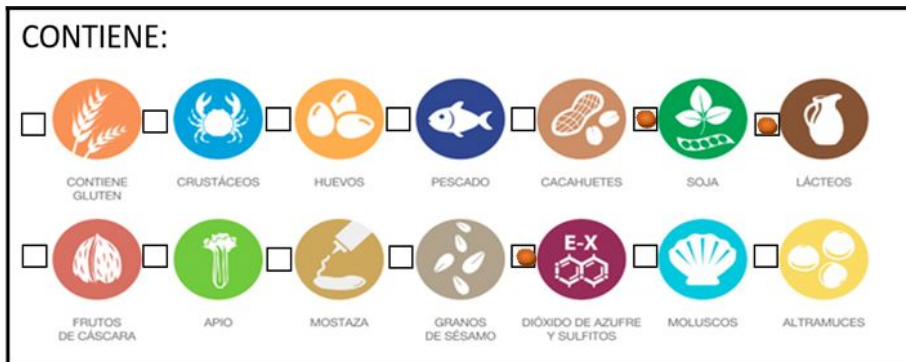 CONTIENE:
CONTIENE GLUTEN
CRUSTÁCEOS
HUEVOS
PESCADO
CACAHUETES
SOJA
LÁCTEOS
E-X
FRUTOS DE CÁSCARA
APIO
MOSTAZA
GRANOS DE SÉSAMO
DIÓXIDO DE AZUFRE Y SULFITOS
MOLUSCOS
ALTRAMUCES